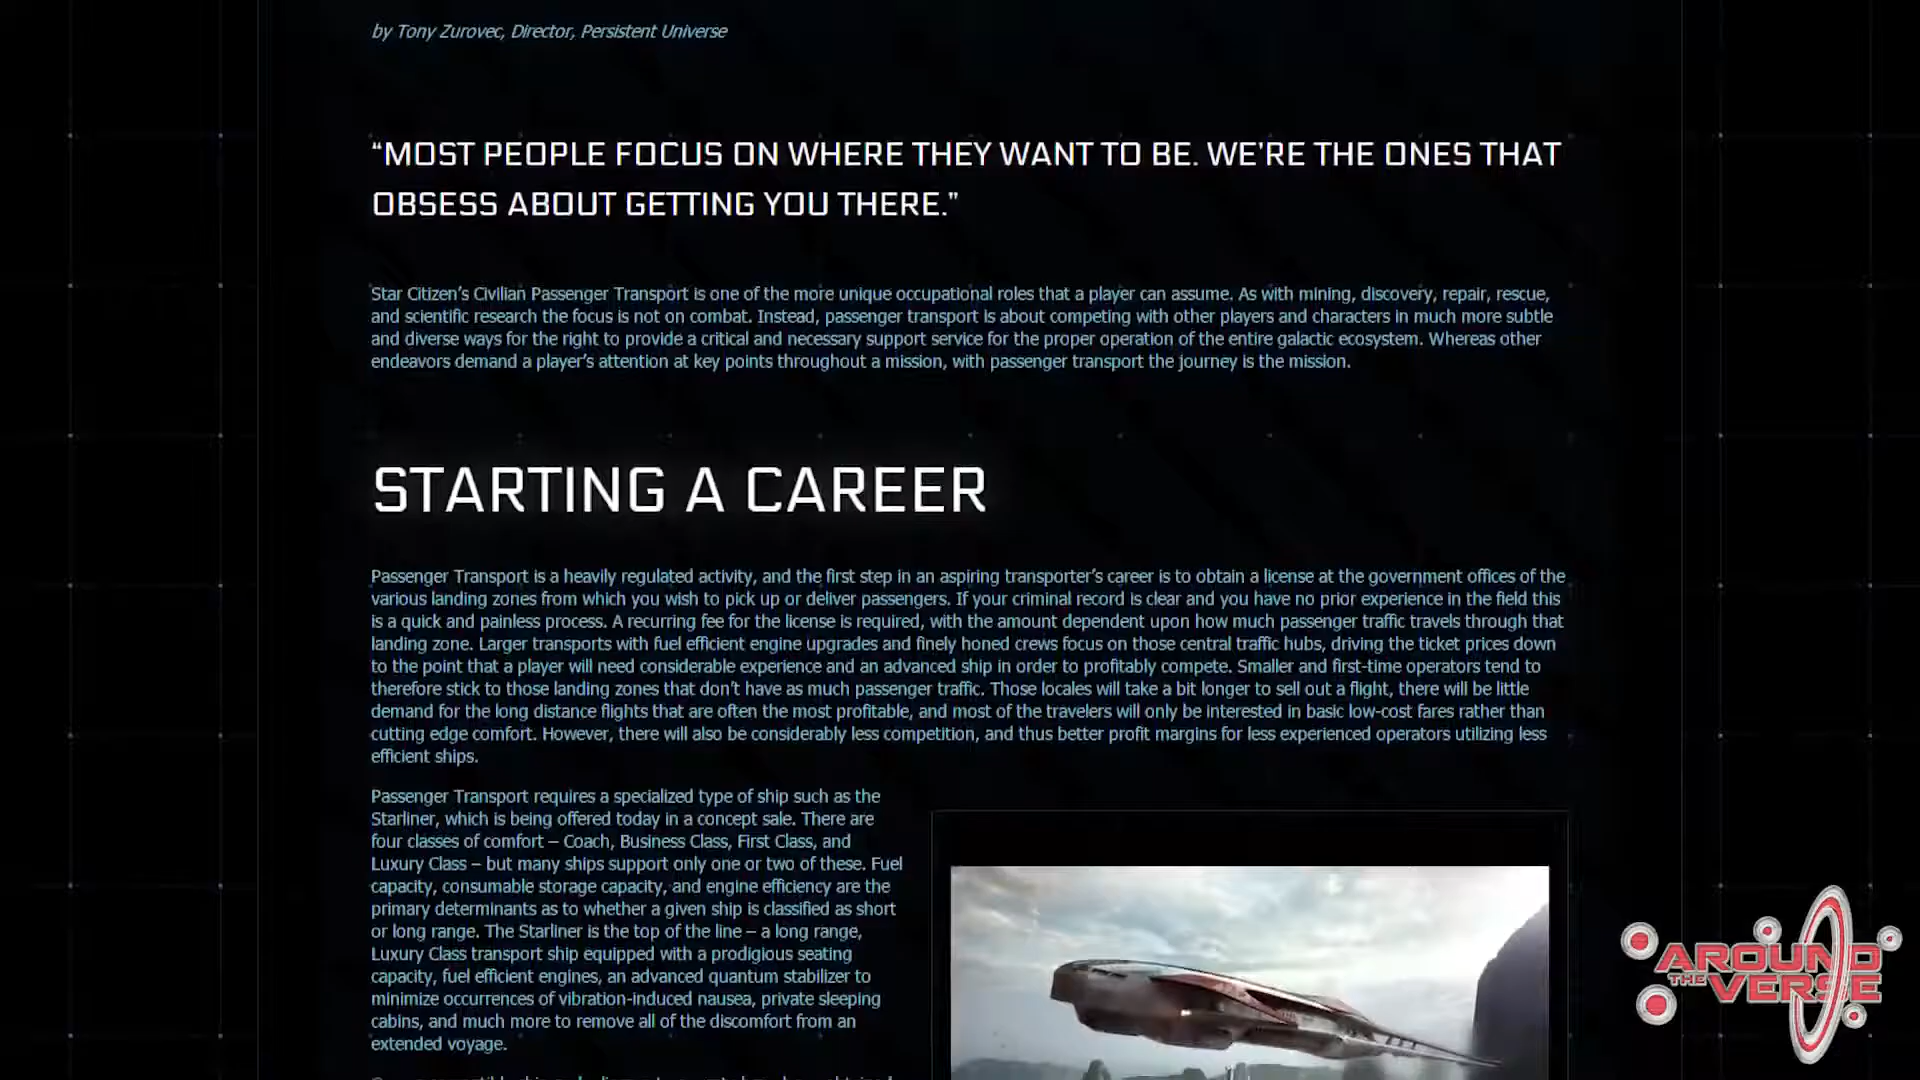 by Tony Zurovec, Director, Persistent Universe
“MOST PEOPLE FOCUS ON WHERE THEY WANT TO BE. WE’RE THE ONES THAT
OBSESS ABOUT GETTING YOU THERE.”
Star Citizen’s Civilian Passenger Transport is one of the more unique occupational roles that a player can assume. As with mining, discovery, repair, rescue,
and scientific research the focus is not on combat. Instead, passenger transport is about competing with other players and characters in much more subtle
and diverse ways for the right to provide a critical and necessary support service for the proper operation of the entire galactic ecosystem. Whereas other
endeavors demand a player’s attention at key points throughout a mission, with passenger transport the journey is the mission.
STARTING A CAREER
Passenger Transport is a heavily regulated activity, and the first step in an aspiring transporter’s career is to obtain a license at the government offices of the
various landing zones from which you wish to pick up or deliver passengers. If your criminal record is clear and you have no prior experience in the field this
is a quick and painless process. A recurring fee for the license is required, with the amount dependent upon how much passenger traffic travels through that
landing zone. Larger transports with fuel efficient engine upgrades and finely honed crews focus on those central traffic hubs, driving the ticket prices down
to the point that a player will need considerable experience and an advanced ship in order to profitably compete. Smaller and first-time operators tend to
therefore stick to those landing zones that don’t have as much passenger traffic. Those locales will take a bit longer to sell out a flight, there will be little
demand for the long distance flights that are often the most profitable, and most of the travelers will only be interested in basic low-cost fares rather than
cutting edge comfort. However, there will also be considerably less competition, and thus better profit margins for less experienced operators utilizing less
efficient ships.
Passenger Transport requires a specialized type of ship such as the
Starliner, which is being offered today in a concept sale. There are
four classes of comfort – Coach, Business Class, First Class, and
Luxury Class – but many ships support only one or two of these. Fuel
capacity, consumable storage capacity, and engine efficiency are the
primary determinants as to whether a given ship is classified as short
or long range. The Starliner is the top of the line – a long range,
Luxury Class transport ship equipped with a prodigious seating
capacity, fuel efficient engines, an advanced quantum stabilizer to
minimize occurrences of vibration-induced nausea, private sleeping
cabins, and much more to remove all of the discomfort from an
extended voyage.
AROUND
THE VERSE